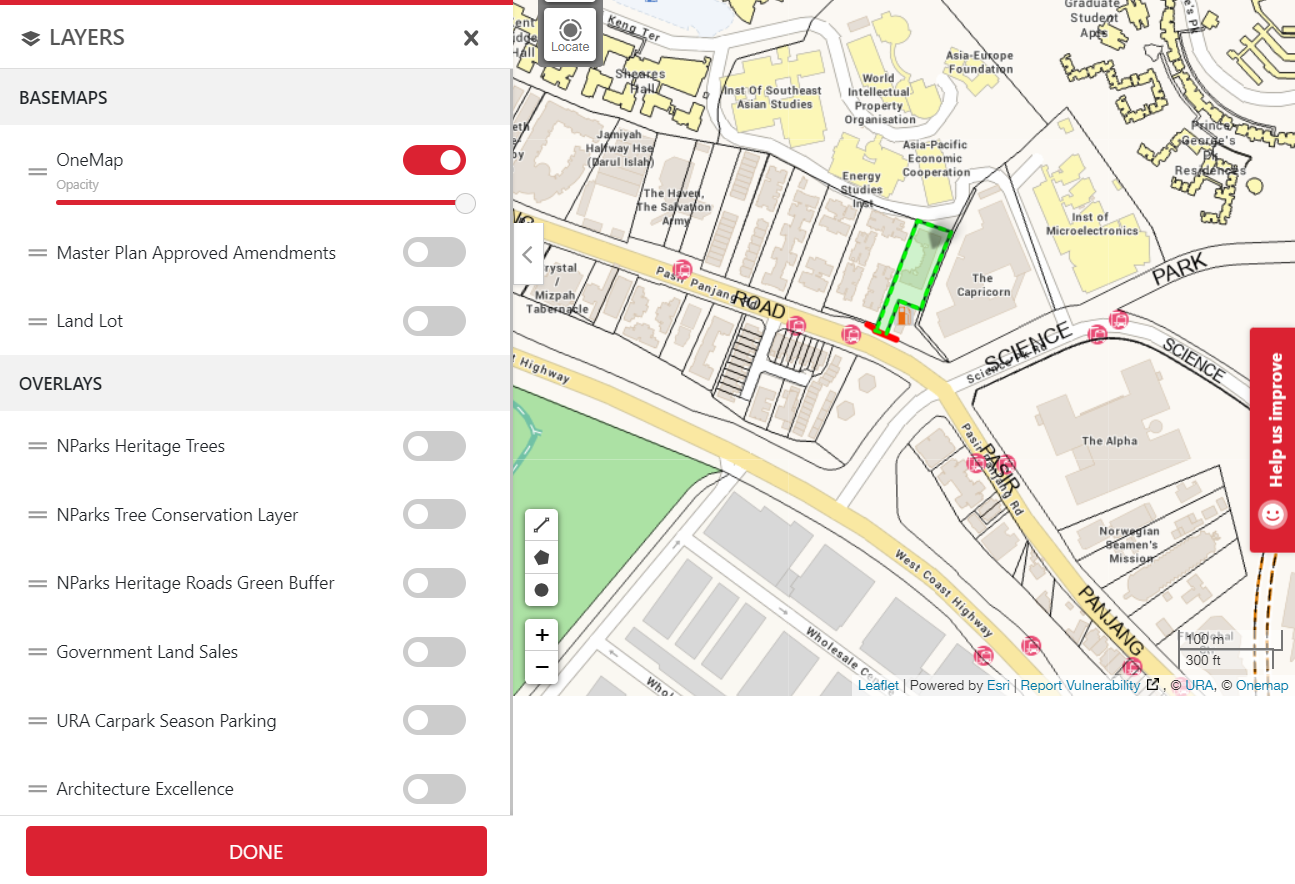 LAYERS
BASEMAPS
OneMap
Opacity
Master Plan Approved Amendments
Land Lot
OVERLAYS
NParks Heritage Trees
NParks Tree Conservation Layer
NParks Heritage Roads Green Buffer
Government Land Sales
URA Carpark Season Parking
Architecture Excellence
DONE
Locate
Keng Ter
Sheares
Hall
Graduate
Student
Apts
Asia-Europe
Foundation
Inst Of Southeast
Asian Studies
World
Intellectual
Property
Organisation
Jamiyah
Halfway Hse
(Darul Islah)
Asia-Pacific
Economic
Cooperation
Prince
George's
Pk
Residences
Energy
Studies
Inst
The Haven,
The Salvation
Army
Inst of
Microelectronics
Pasir Panjang Rd
ROAD
The
Capricorn
PARK
Crystal
/
Mizpah
Tabernacle
SCIENCE
Science Pk Rd
SCIENCE
Highway
The Alpha
Pasir Panjang Rd
PASIR
Norwegian
Seamen's
Mission
West Coast Highway
PANJANG
Wholesale
FM Global
100 m
300 ft
Help us improve
+
−
Leaflet | Powered by Esri | Report Vulnerability , © URA, © Onemap